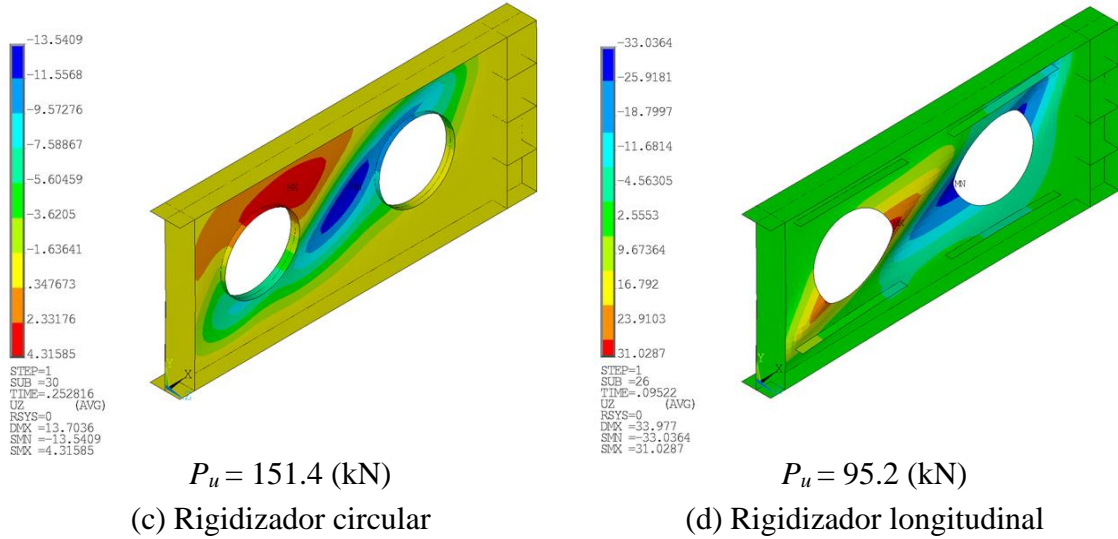 -13.5409
-11.5568
-9.57276
-7.58867
-5.60459
-3.6205
-1.63641
.347673
2.33176
4.31585
STEP=1
SUB =30
TIME=.252816
UZ (AVG)
RSYS=0
DMX =13.7036
SMN =-13.5409
SMX =4.31585
MX
Y
X
P_u = 151.4 (kN)
(c) Rigidizador circular
-33.0364
-25.9181
-18.7997
-11.6814
-4.56305
2.5553
9.67364
16.792
23.9103
31.0287
STEP=1
SUB =26
TIME=.09522
UZ (AVG)
RSYS=0
DMX =33.977
SMN =-33.0364
SMX =31.0287
MN
Y
X
P_u = 95.2 (kN)
(d) Rigidizador longitudinal